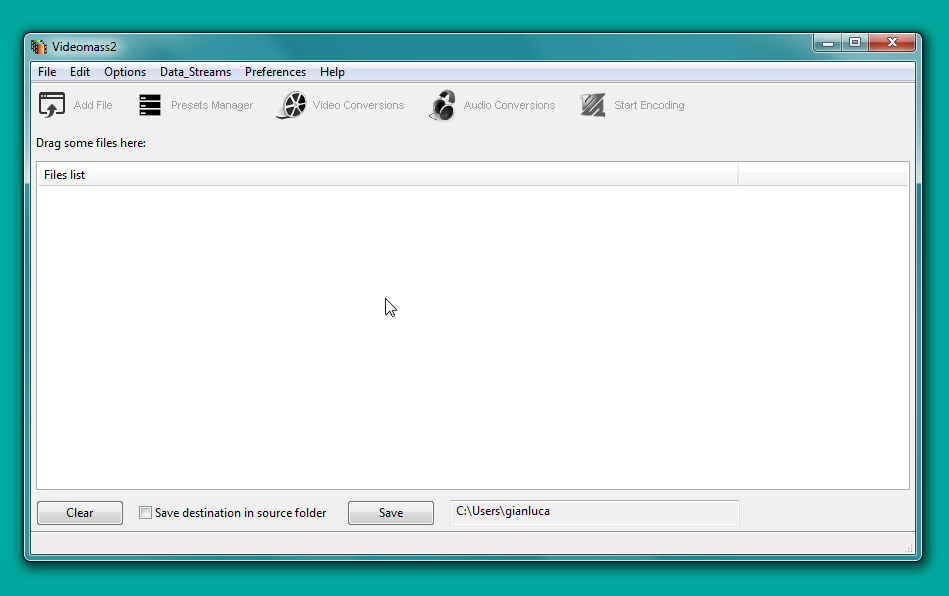 Videomass2
File Edit Options Data_Streams Preferences Help
Add File Presets Manager Video Conversions Audio Conversions Start Encoding
Drag some files here:
Files list
Clear Save destination in source folder Save C:\Users\gianluca